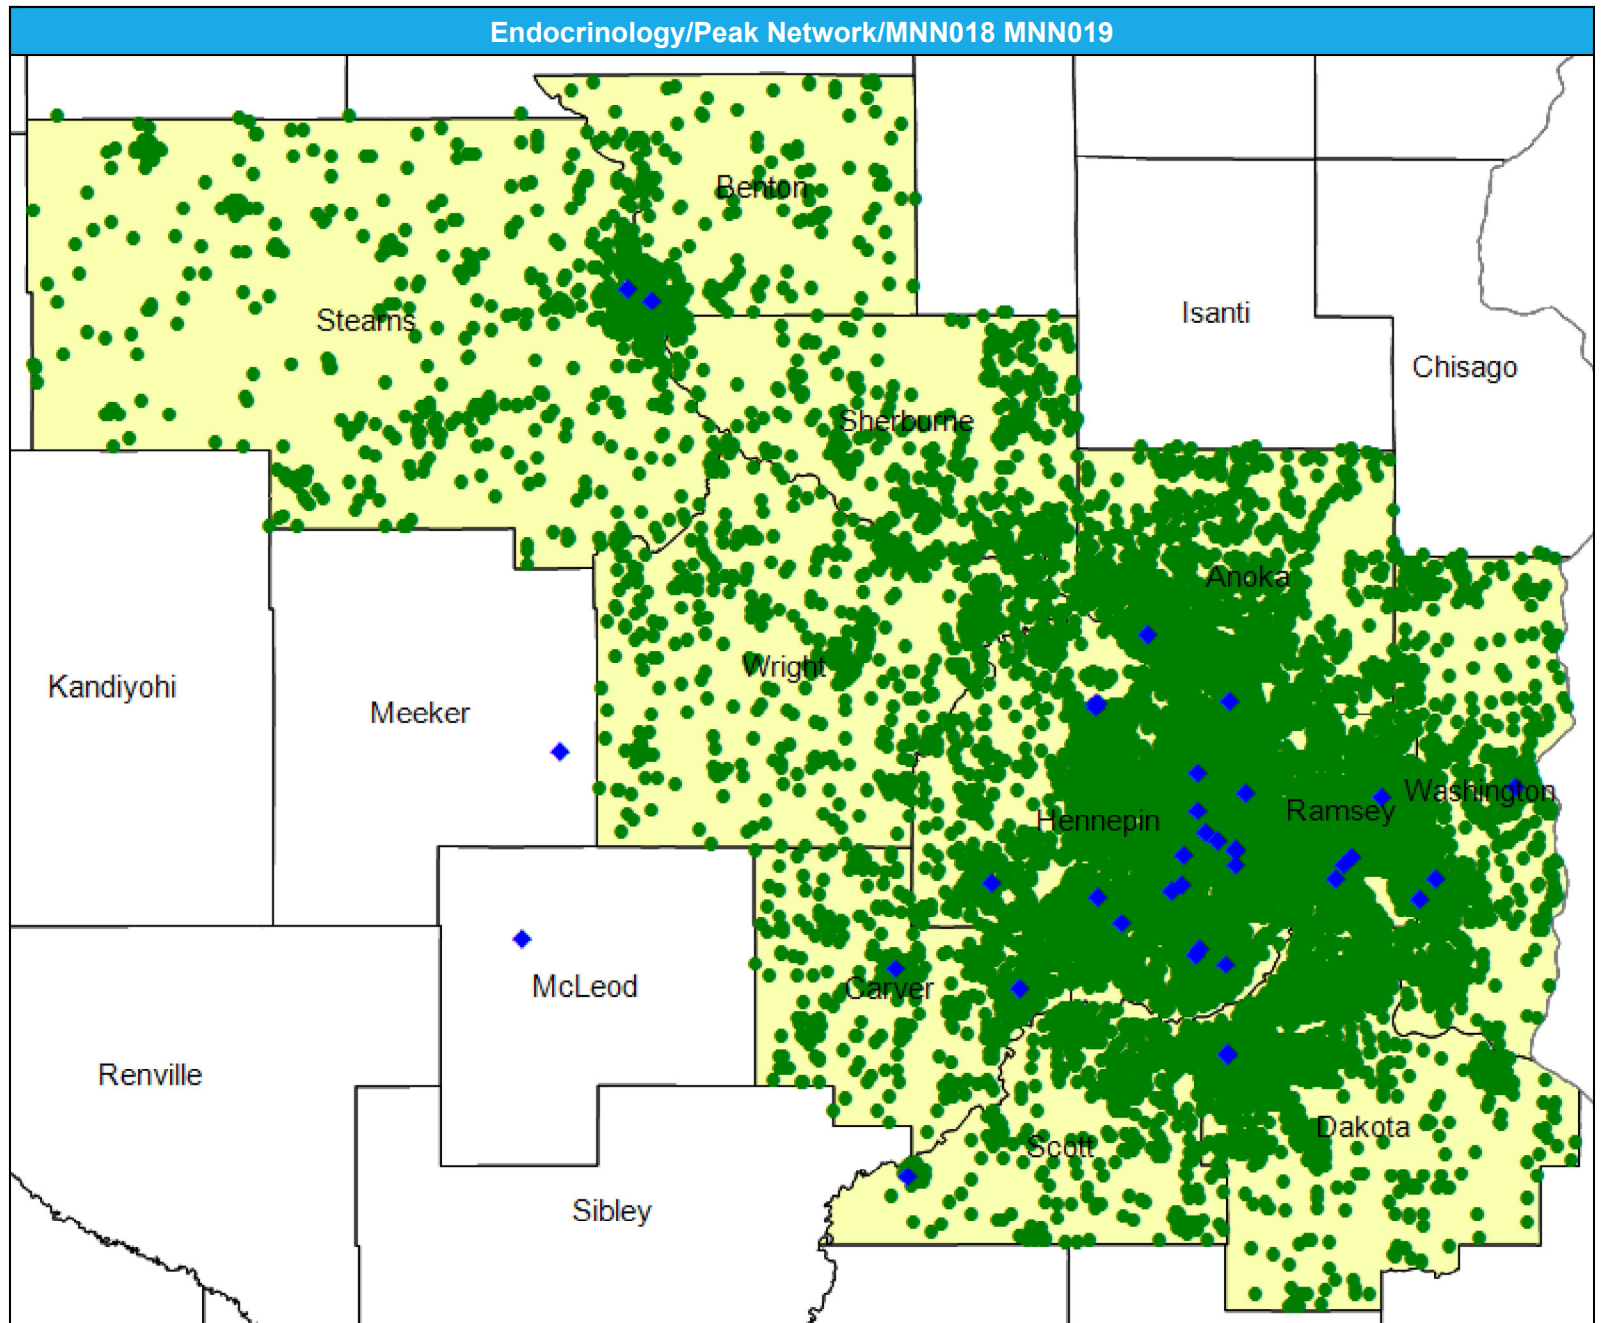 Endocrinology/Peak Network/MNN018 MNN019
Benton
Isanti
Stearns
Chisago
Sherburne
Anoka
Wright
Kandiyohi
Meeker
Washington
Ramsey
Hennepin
McLeod
Carver
Renville
Dakota
Scott
Sibley